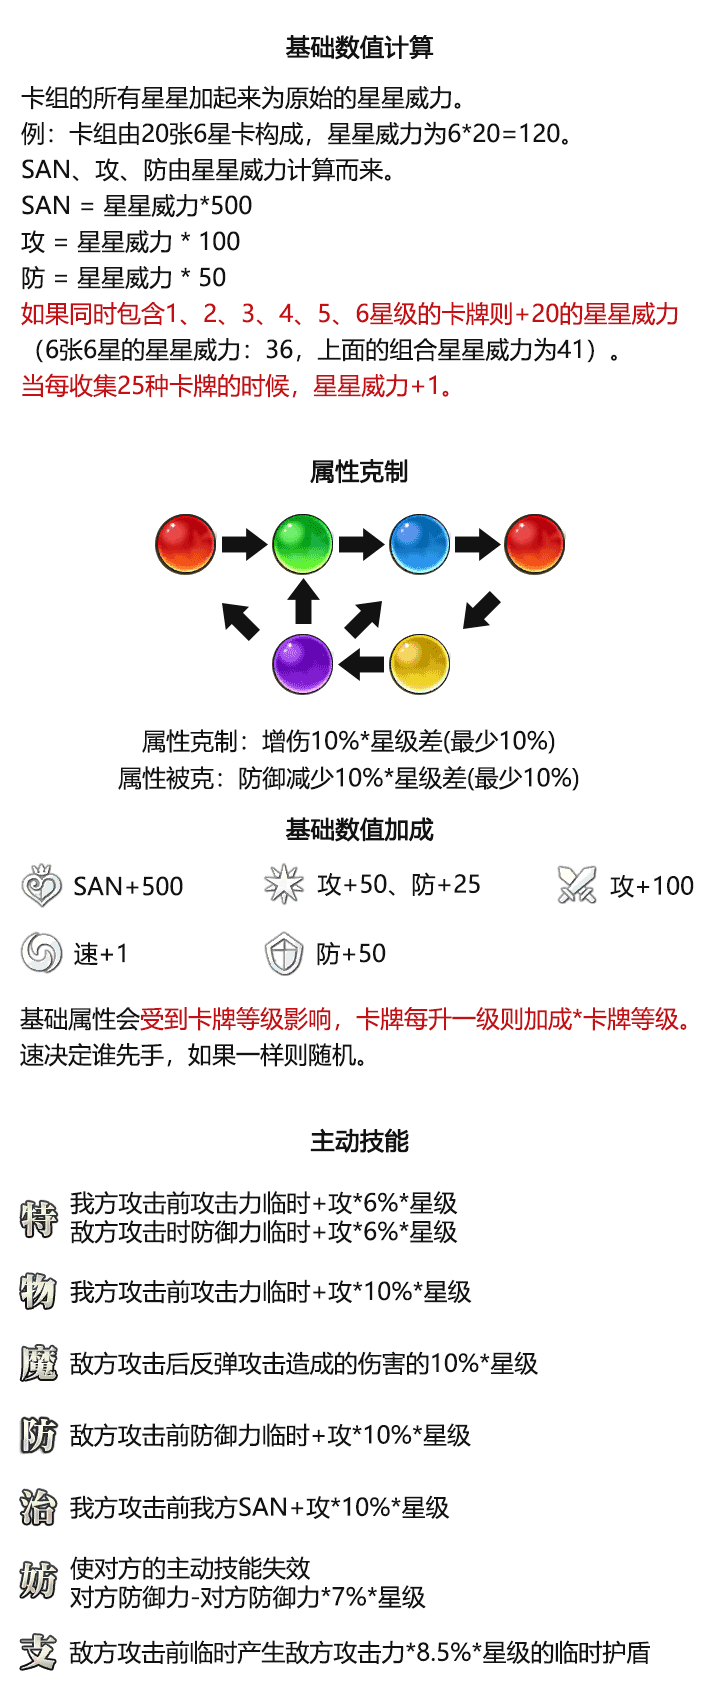 基础数值计算
卡组的所有星星加起来为原始的星星威力。
例：卡组由20张6星卡构成，星星威力为6*20=120。
SAN、攻、防由星星威力计算而来。
SAN = 星星威力*500
攻 = 星星威力 * 100
防 = 星星威力 * 50
如果同时包含1、2、3、4、5、6星级的卡牌则+20的星星威力
（6张6星的星星威力：36，上面的组合星星威力为41）。
当每收集25种卡牌的时候，星星威力+1。
属性克制
属性克制：增伤10%*星级差(最少10%)
属性被克：防御减少10%*星级差(最少10%)
基础数值加成
SAN+500 攻+50、防+25 攻+100
速+1 防+50
基础属性会受到卡牌等级影响，卡牌每升一级则加成*卡牌等级。
速决定谁先手，如果一样则随机。
主动技能
特 我方攻击前攻击力临时+攻*6%*星级
敌方攻击时防御力临时+攻*6%*星级
物 我方攻击前攻击力临时+攻*10%*星级
魔 敌方攻击后反弹攻击造成的伤害的10%*星级
防 敌方攻击前防御力临时+攻*10%*星级
治 我方攻击前我方SAN+攻*10%*星级
妨 使对方的主动技能失效
对方防御力-对方防御力*7%*星级
支 敌方攻击前临时产生敌方攻击力*8.5%*星级的临时护盾